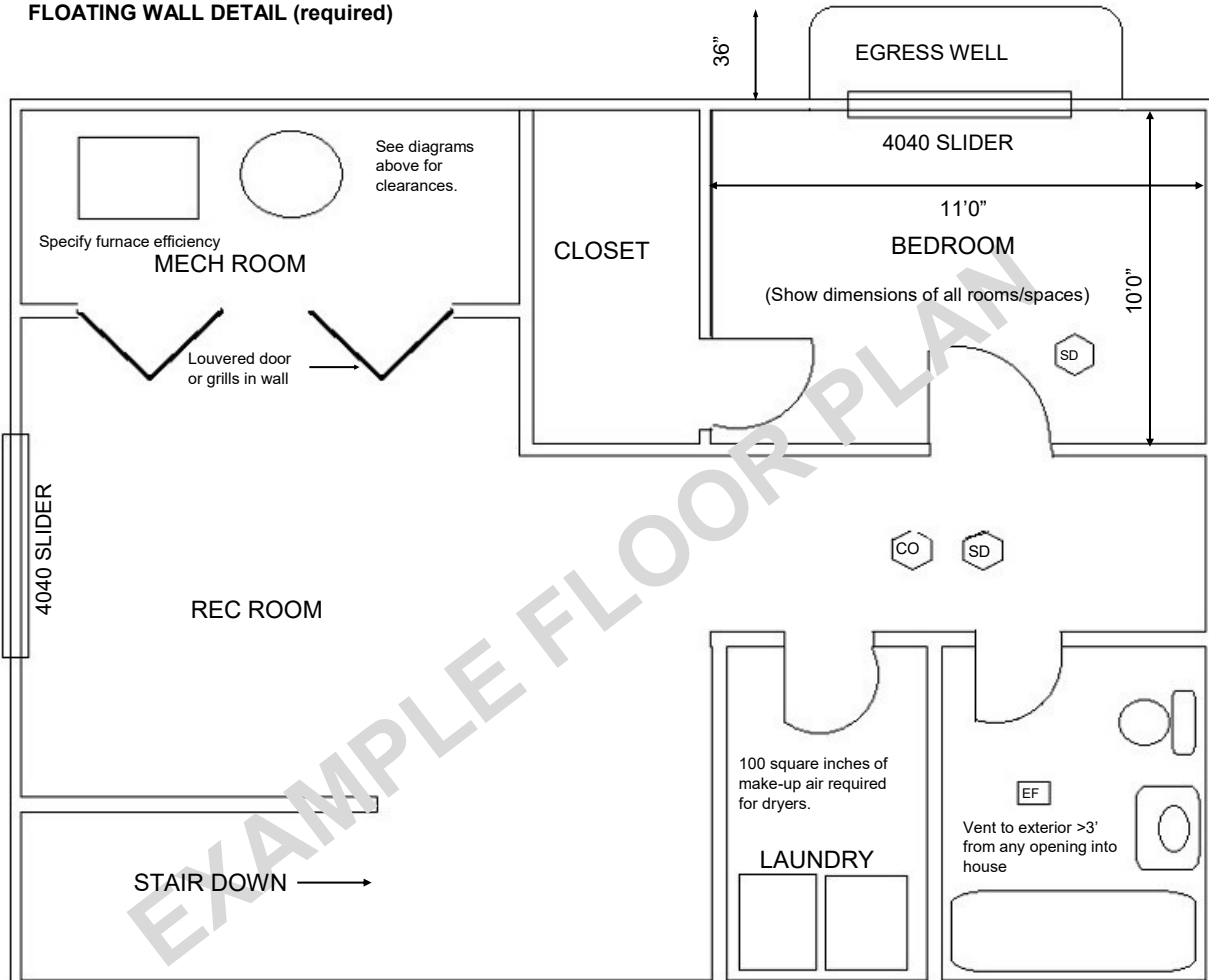 FLOATING WALL DETAIL (required)
36”
EGRESS WELL
4040 SLIDER
See diagrams
above for
clearances.
11’0”
Specify furnace efficiency
MECH ROOM
CLOSET
BEDROOM
(Show dimensions of all rooms/spaces)
10’0”
SD
Louvered door
or grills in wall
4040 SLIDER
CO
SD
REC ROOM
100 square inches of
make-up air required
for dryers.
EF
Vent to exterior >3’
from any opening into
house
LAUNDRY
STAIR DOWN
EXAMPLE FLOOR PLAN